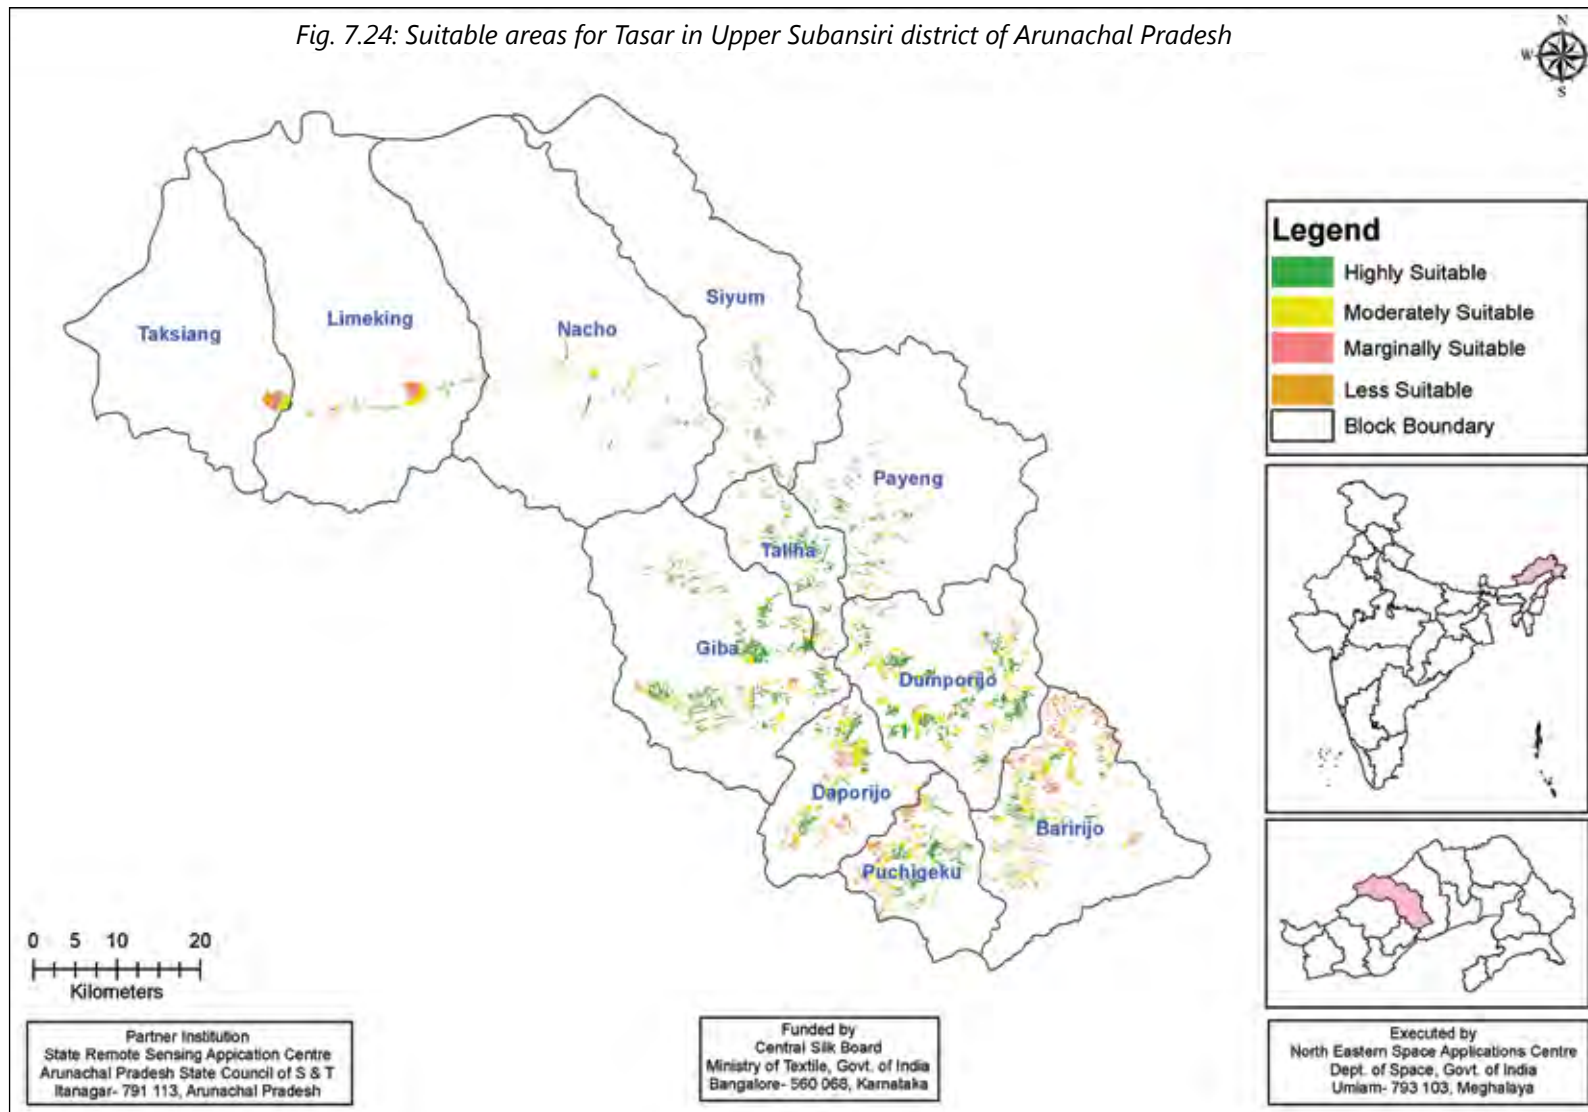 Fig. 7.24: Suitable areas for Tasar in Upper Subansiri district of Arunachal Pradesh
N
W
S
Legend
Highly Suitable
Moderately Suitable
Marginally Suitable
Less Suitable
Block Boundary
Siyum
Limeking
Nacho
Taksiang
Payeng
Taliha
Giba
Dumporijo
Daporijo
Baririjo
Puchigeku
0 5 10 20
Kilometers
Partner Institution
State Remote Sensing Appication Centre
Arunachal Pradesh State Council of S & T
Itanagar- 791 113, Arunachal Pradesh
Funded by
Central Silk Board
Ministry of Textile, Govt. of India
Bangalore- 560 068, Karnataka
Executed by
North Eastern Space Applications Centre
Dept. of Space, Govt. of India
Umiam- 793 103, Meghalaya